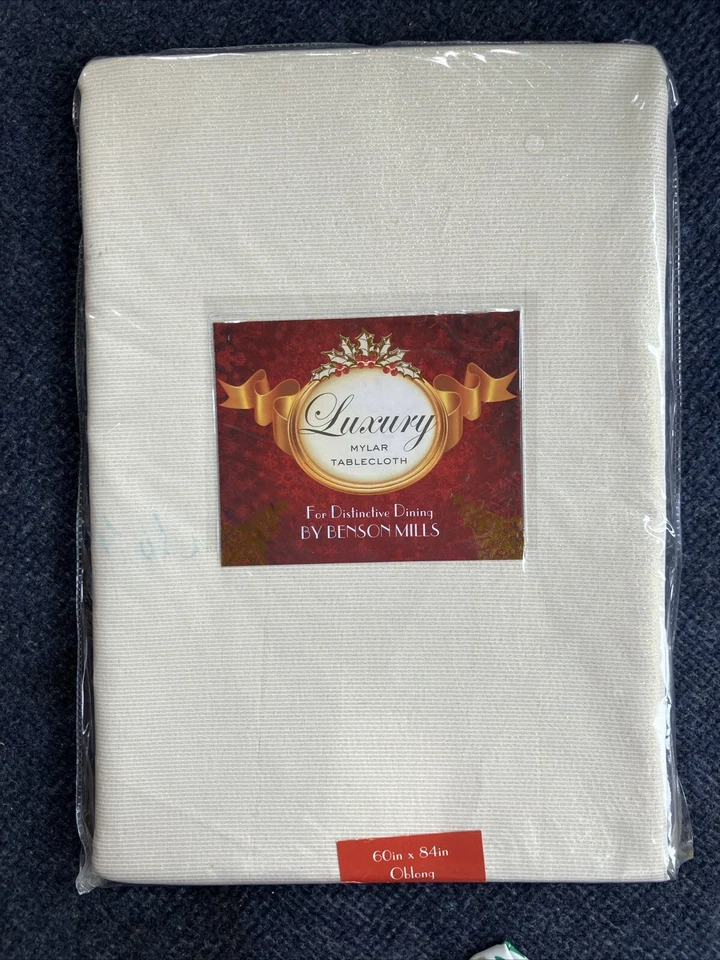 Luxury
MYLAR
TABLECLOTH
For Distinctive Dining
BY BENSON MILLS
60in x 84in
Oblong